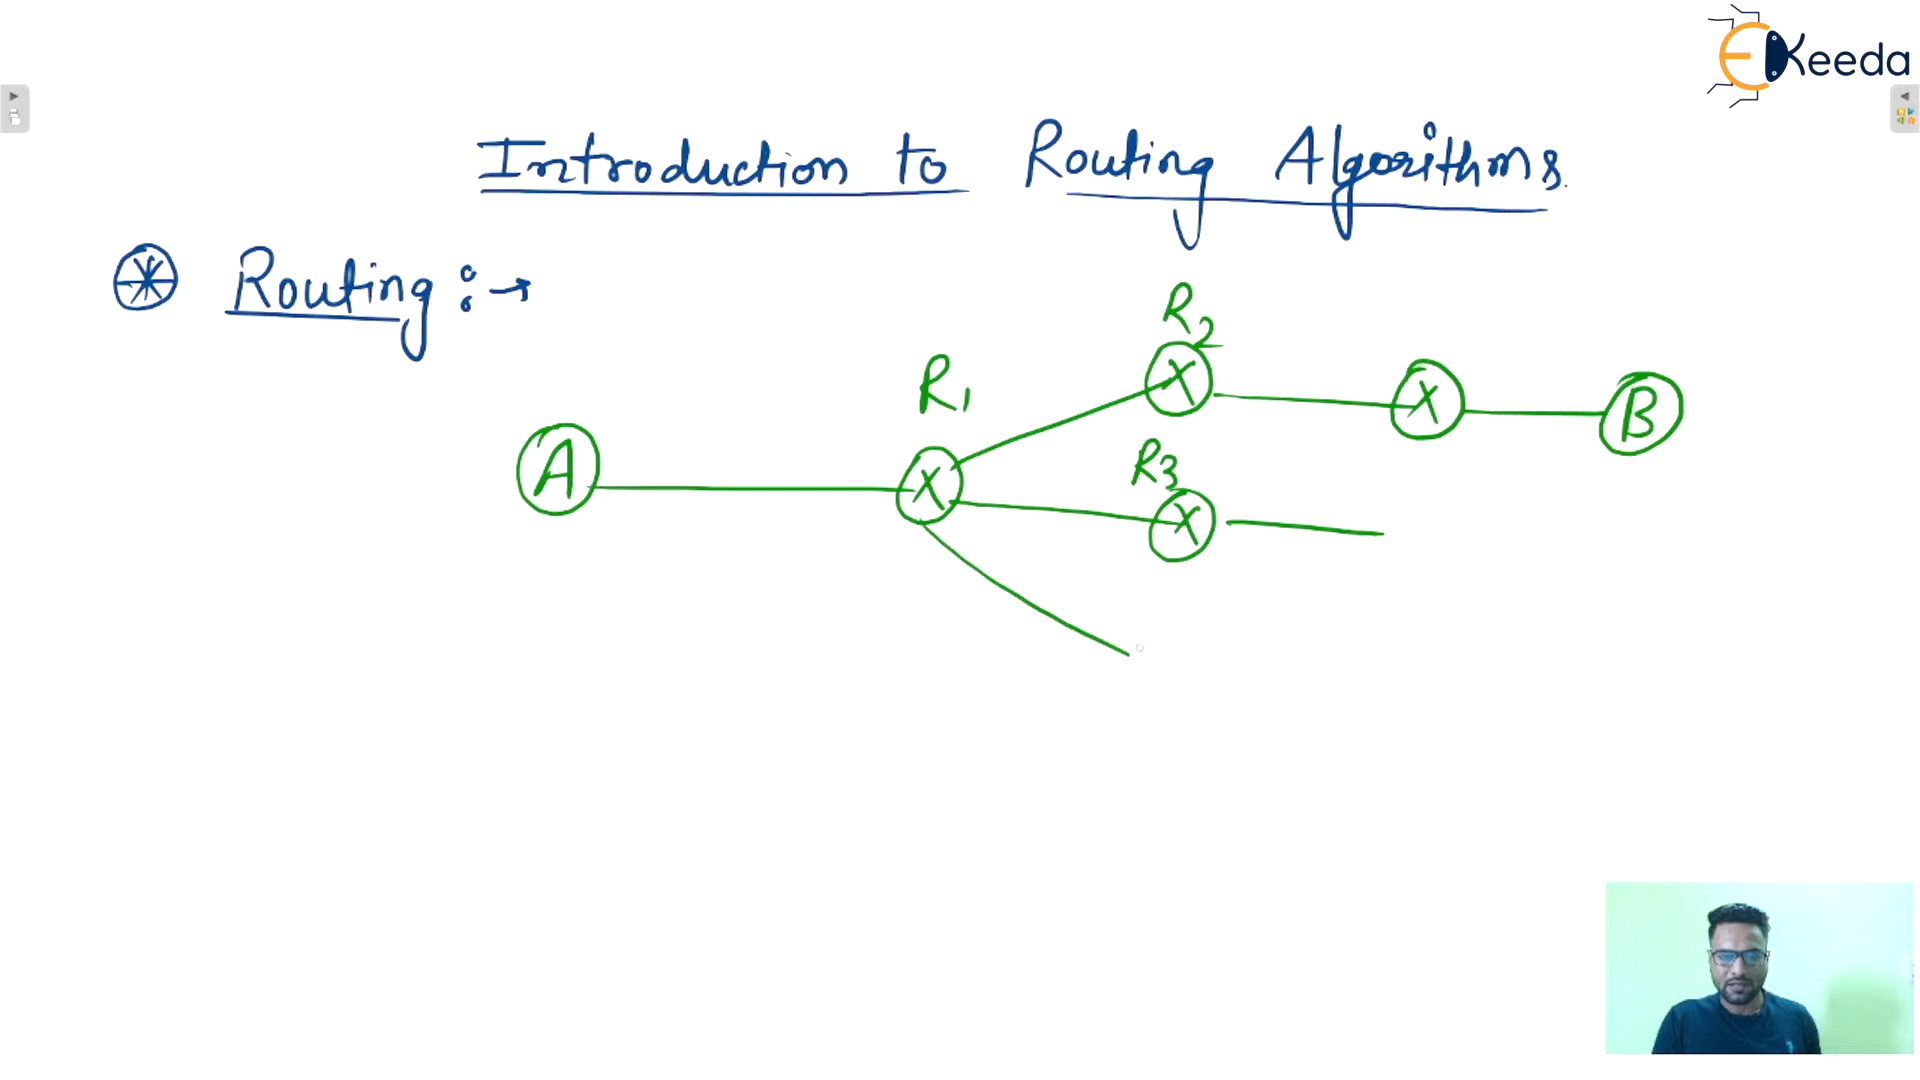 EKeeda
Introduction to Routing Algorithms.
Routing :→
R2
R1
X
X
B
A
R3
X
X